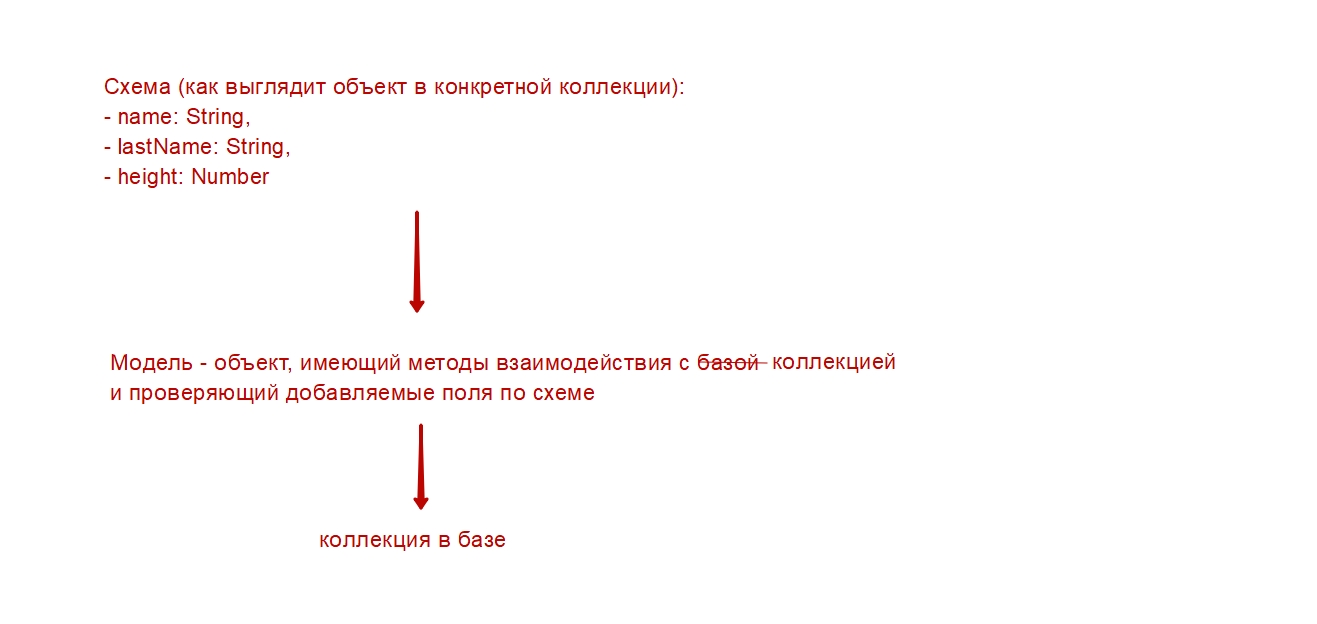 Схема (как выглядит объект в конкретной коллекции):
- name: String,
- lastName: String,
- height: Number
Модель - объект, имеющий методы взаимодействия с базой коллекцией
и проверяющий добавляемые поля по схеме
коллекция в базе